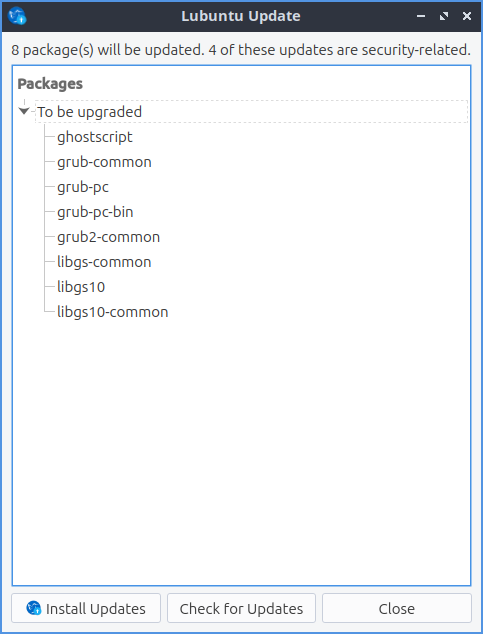 Lubuntu Update
8 package(s) will be updated. 4 of these updates are security-related.
Packages
To be upgraded
ghostscript
grub-common
grub-pc
grub-pc-bin
grub2-common
libgs-common
libgs10
libgs10-common
Install Updates
Check for Updates
Close